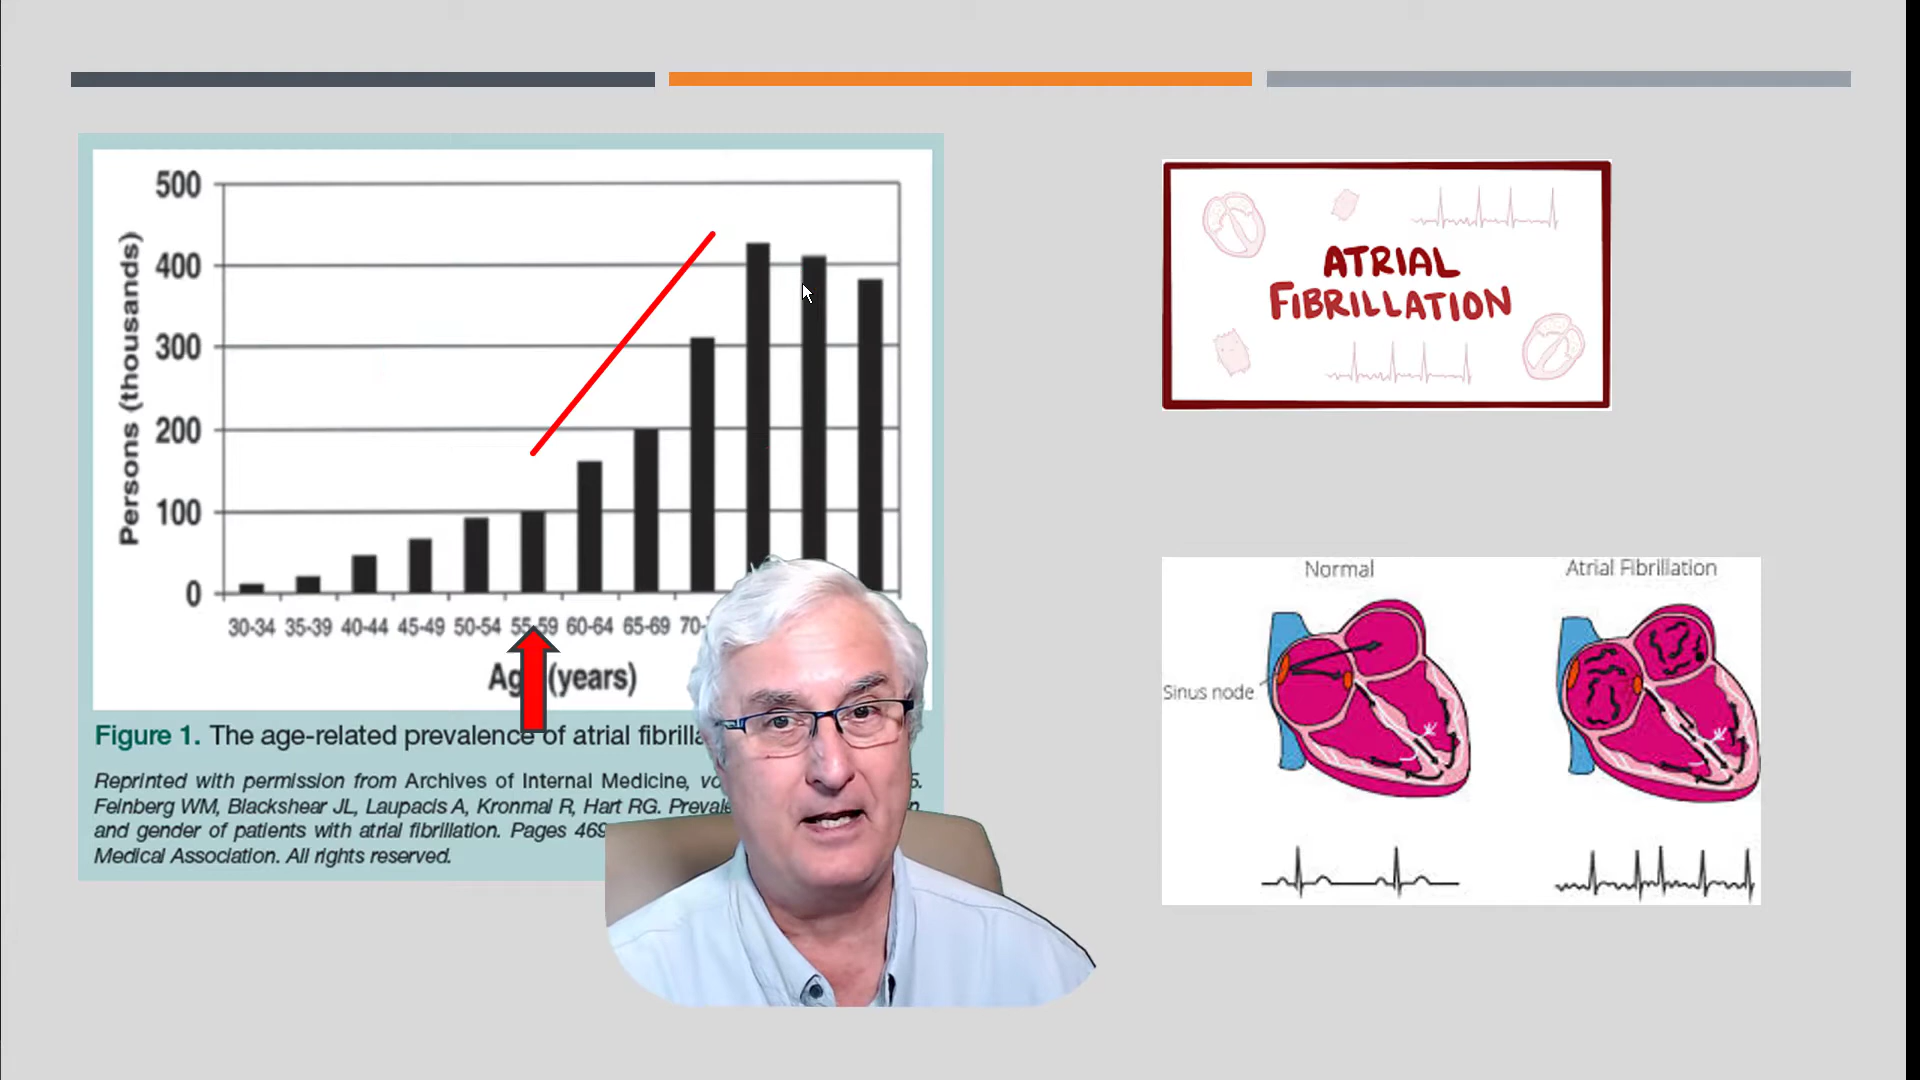 500
400
300
200
100
0
Persons (thousands)
30-34 35-39 40-44 45-49 50-54 55-59 60-64 65-69
(years)
Figure 1. The age-related prevalence of atrial
Reprinted with permission from Archives of Internal Medicine,
Feinberg WM, Blackshear JL, Laupacis A, Kronmal R, Hart RG.
and gender of patients with atrial fibrillation. Pages
Medical Association. All rights reserved.
ATRIAL
FIBRILLATION
Normal
Atrial Fibrillation
Sinus node